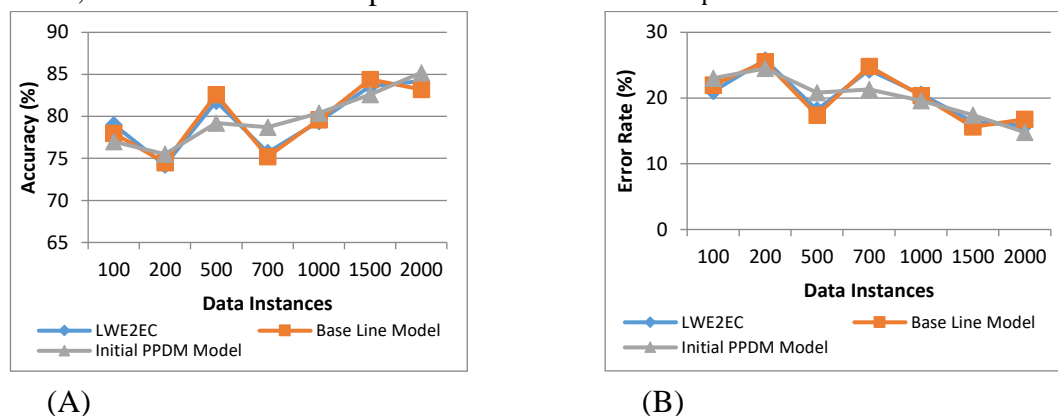 90
85
80
75
70
65
Accuracy (%)
100 200 500 700 1000 1500 2000
Data Instances
LWE2EC Base Line Model
Initial PPDM Model
(A)
30
20
10
0
Error Rate (%)
100 200 500 700 1000 1500 2000
Data Instances
LWE2EC Base Line Model
Initial PPDM Model
(B)